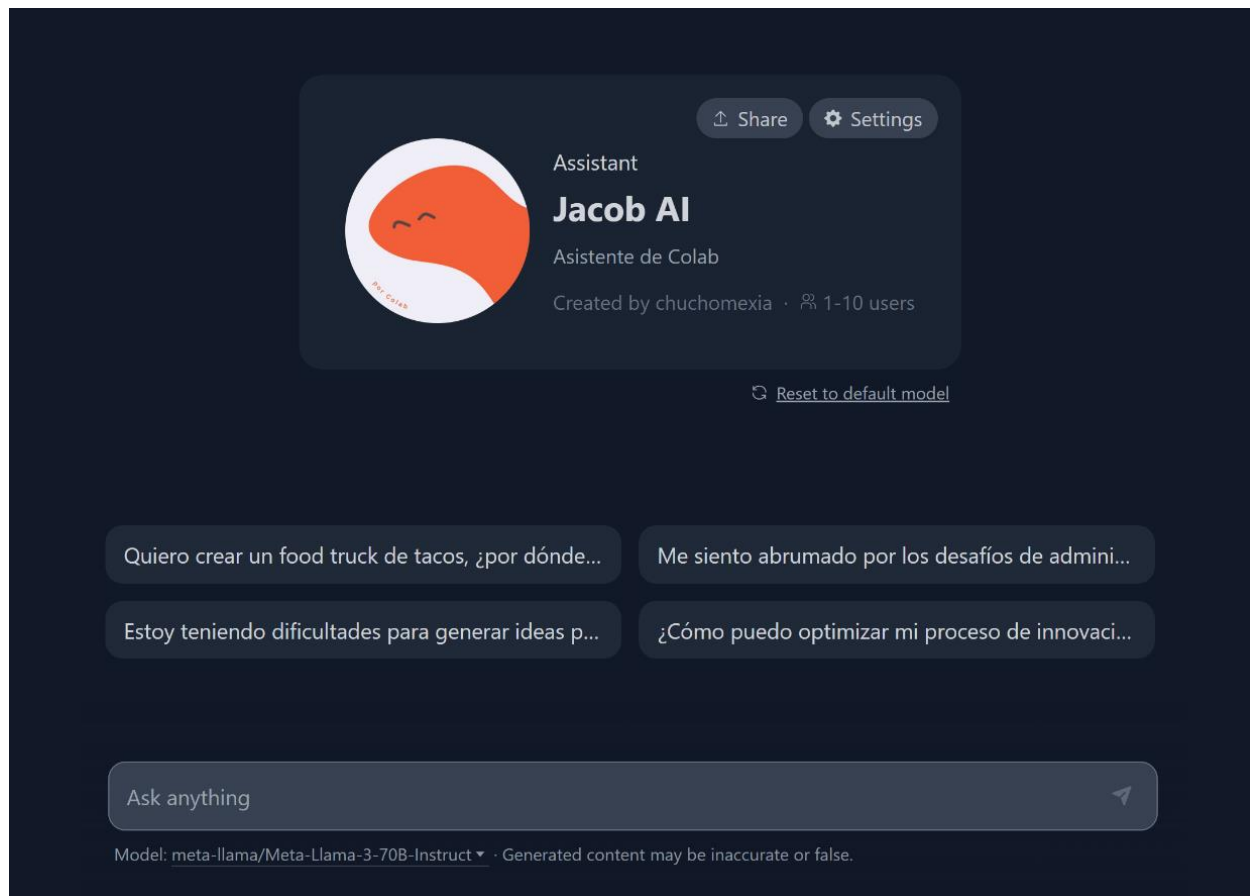 Share
Settings
Assistant
Jacob AI
Asistente de Colab
por Colab
Created by chuchomexia · 1-10 users
Reset to default model
Quiero crear un food truck de tacos, ¿por dónde...
Me siento abrumado por los desafíos de admini...
Estoy teniendo dificultades para generar ideas p...
¿Cómo puedo optimizar mi proceso de innovaci...
Ask anything
Model: meta-llama/Meta-Llama-3-70B-Instruct · Generated content may be inaccurate or false.